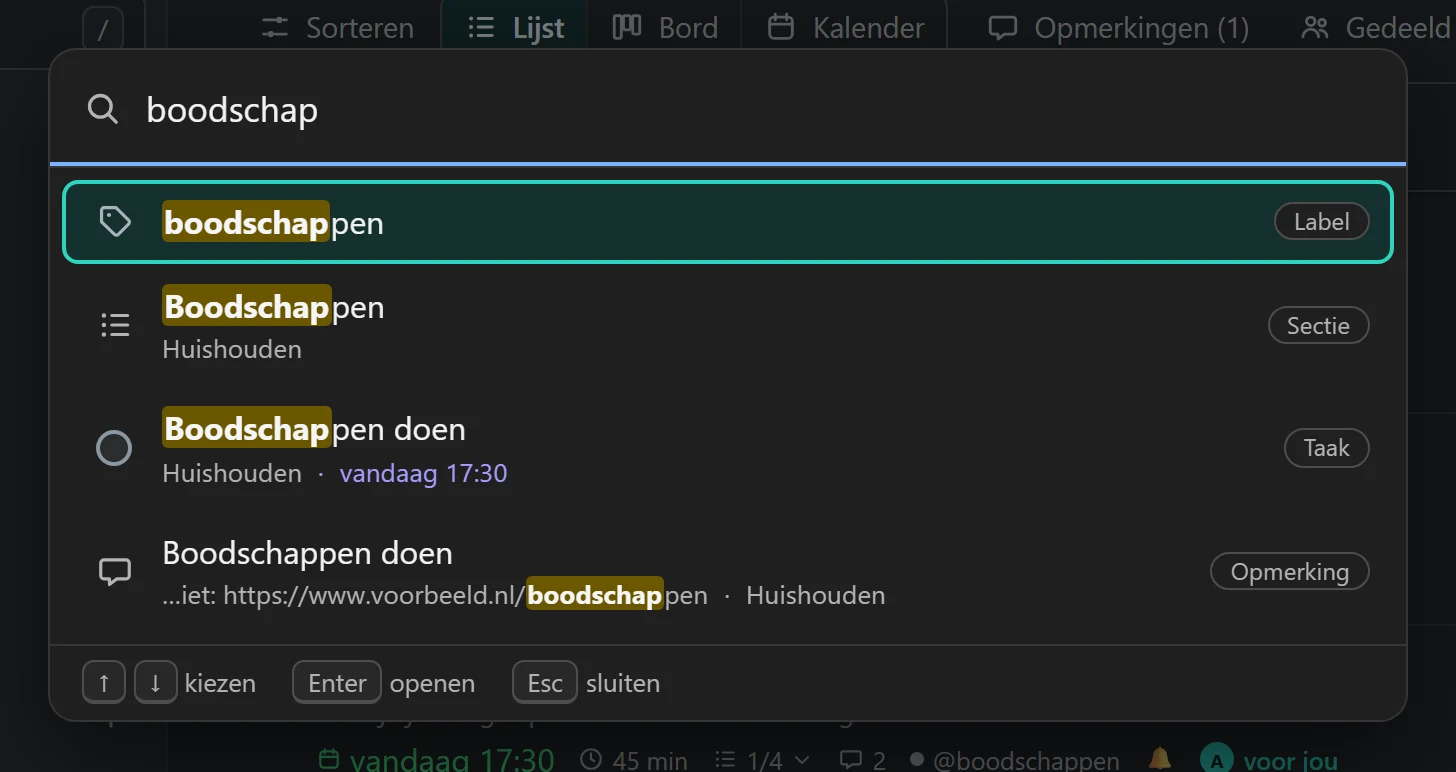 / Sorteren Lijst Bord Kalender Opmerkingen (1) Gedeeld
boodschap
boodschappen Label
Boodschappen
Huishouden
Sectie
Boodschappen doen
Huishouden · vandaag 17:30
Taak
Boodschappen doen
...iet: https://www.voorbeeld.nl/boodschappen · Huishouden
Opmerking
↑ ↓ kiezen Enter openen Esc sluiten
vandaag 17:30 45 min 1/4 2 @boodschappen A voor jou